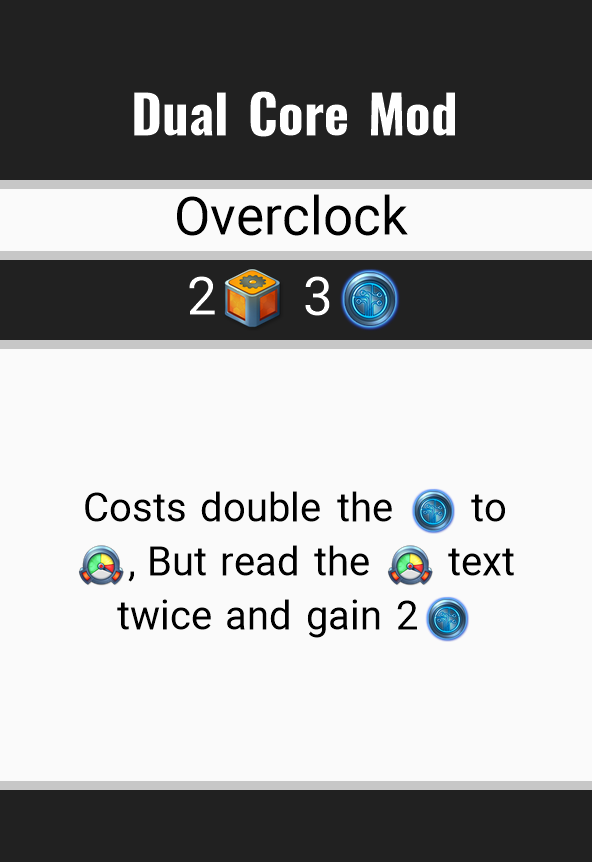 Dual Core Mod
Overclock
2 3
Costs double the to
, But read the text
twice and gain 2